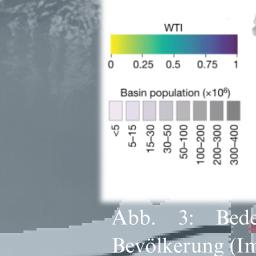 WTI
0 0.25 0.5 0.75 1
Basin population (×10⁶)
<5 5–15 15–30 30–50 50–100 100–200 200–300 300–400
Abb. 3: Bede
Bevölkerung (Im